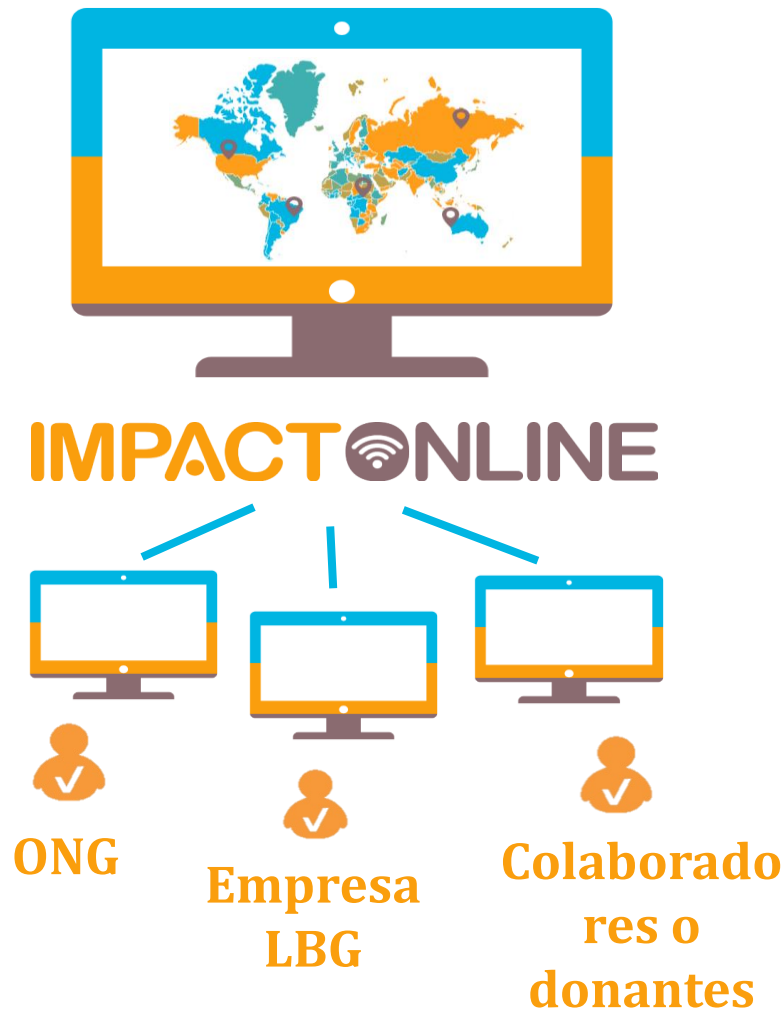 IMPACTONLINE
ONG
Empresa
LBG
Colaborado
res o
donantes